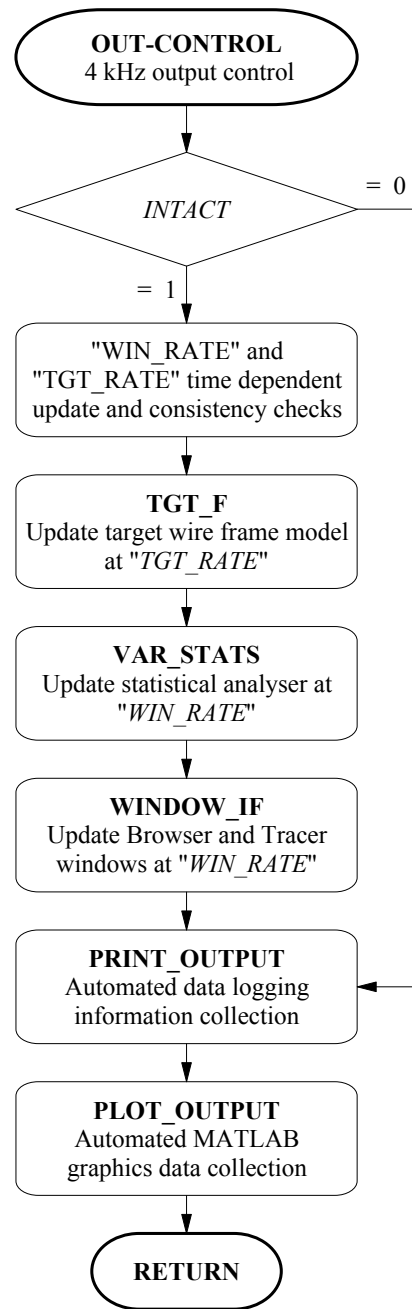 OUT-CONTROL
4 kHz output control
INTACT
= 0
= 1
"WIN_RATE" and
"TGT_RATE" time dependent
update and consistency checks
TGT_F
Update target wire frame model
at "TGT_RATE"
VAR_STATS
Update statistical analyser at
"WIN_RATE"
WINDOW_IF
Update Browser and Tracer
windows at "WIN_RATE"
PRINT_OUTPUT
Automated data logging
information collection
PLOT_OUTPUT
Automated MATLAB
graphics data collection
RETURN